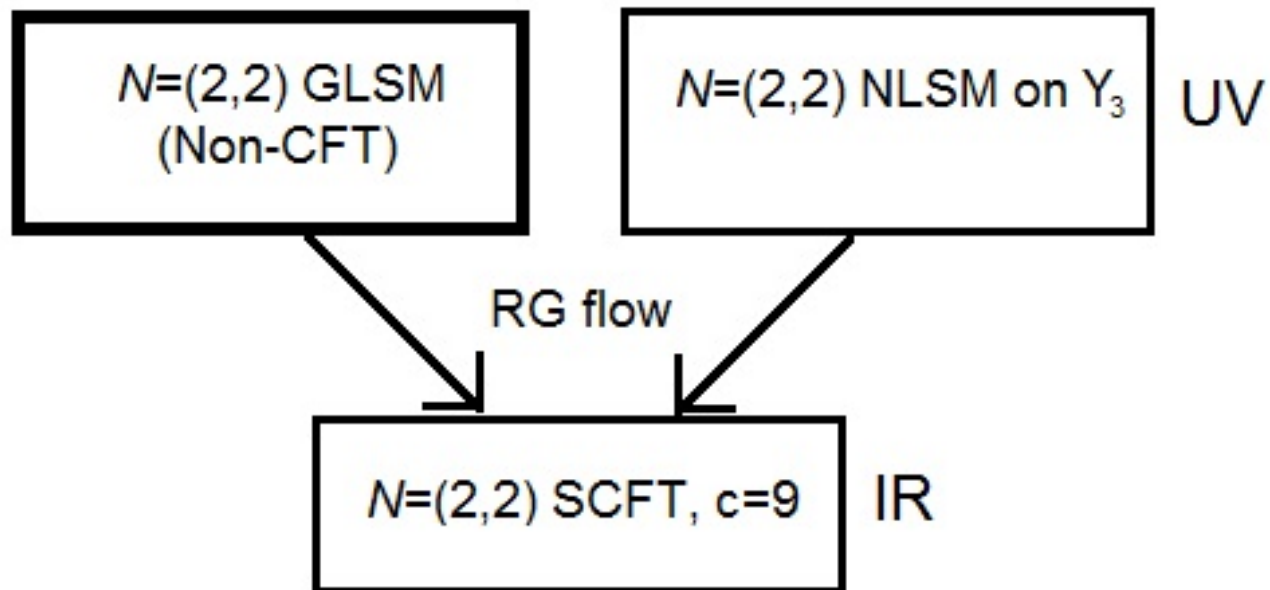 N=(2,2) GLSM
(Non-CFT)
N=(2,2) NLSM on Y₃
UV
RG flow
N=(2,2) SCFT, c=9
IR